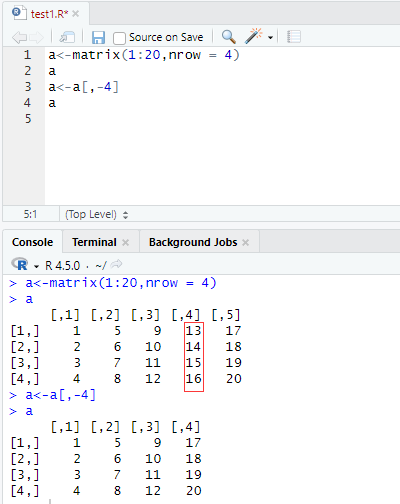 test1.R* ×
Source on Save
1 a<-matrix(1:20,nrow = 4)
2 a
3 a<-a[,-4]
4 a
5
5:1 (Top Level)
Console Terminal × Background Jobs ×
R R 4.5.0 · ~/
> a<-matrix(1:20,nrow = 4)
> a
     [,1] [,2] [,3] [,4] [,5]
[1,]    1    5    9   13   17
[2,]    2    6   10   14   18
[3,]    3    7   11   15   19
[4,]    4    8   12   16   20
> a<-a[,-4]
> a
     [,1] [,2] [,3] [,4]
[1,]    1    5    9   17
[2,]    2    6   10   18
[3,]    3    7   11   19
[4,]    4    8   12   20